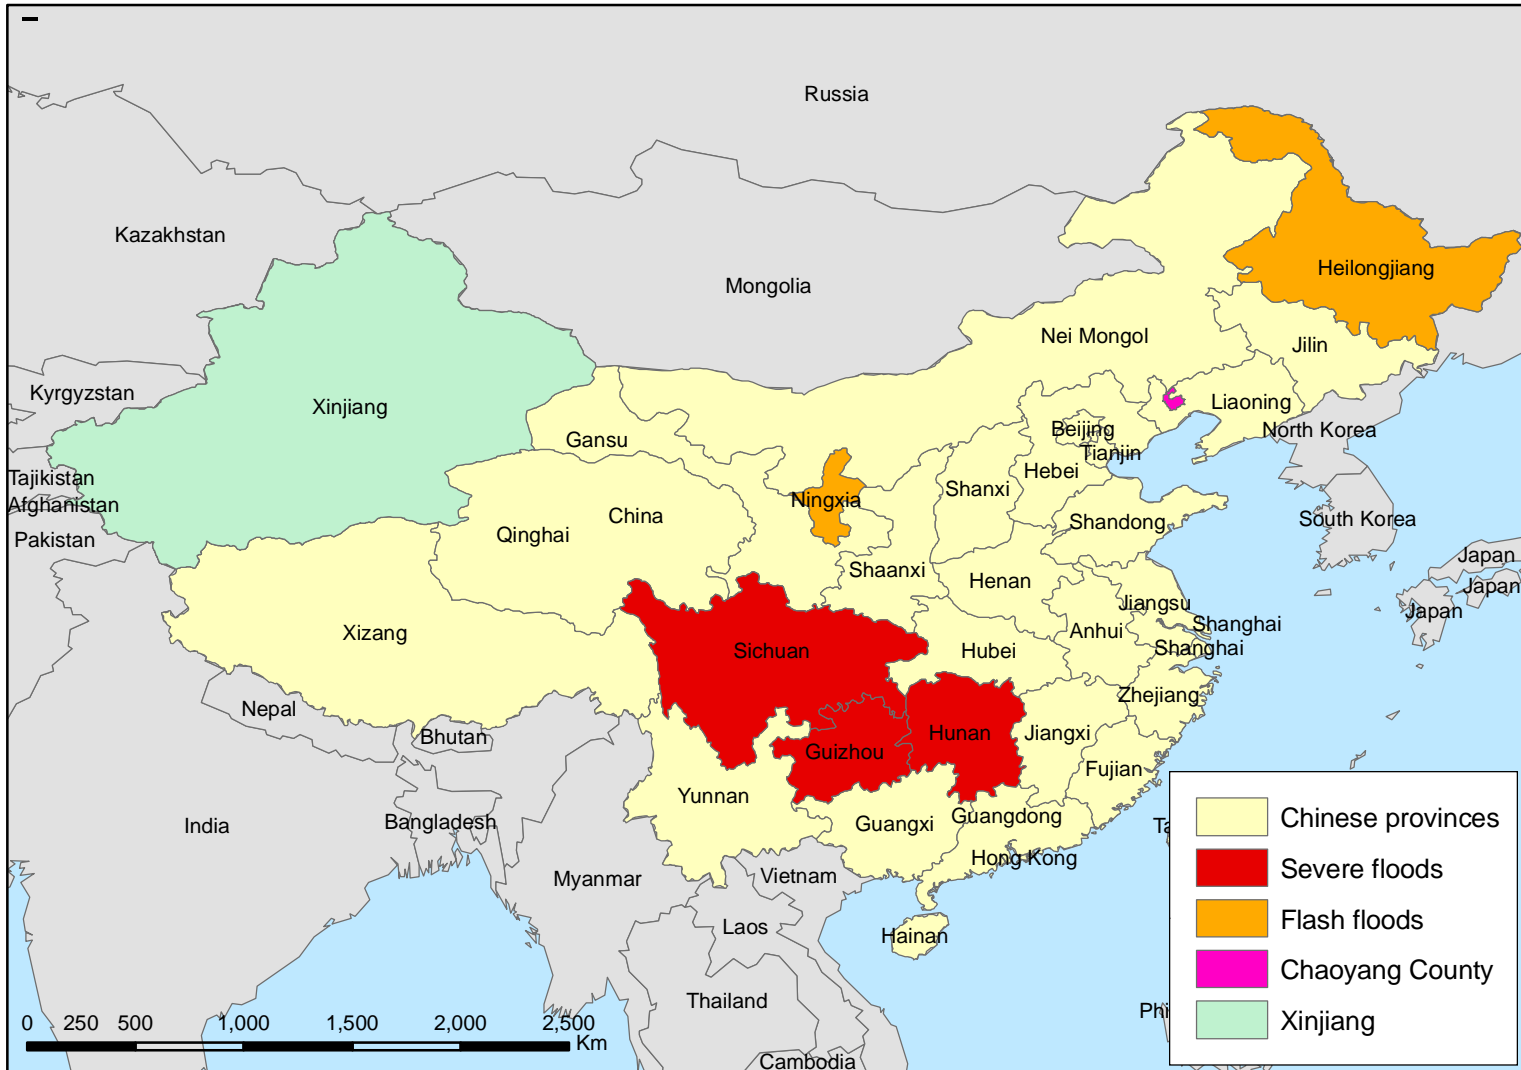 Russia
Kazakhstan
Mongolia
Heilongjiang
Nei Mongol
Jilin
Kyrgyzstan
Xinjiang
Liaoning
Gansu
Beijing
North Korea
Tianjin
Hebei
Tajikistan
Shanxi
Ningxia
Afghanistan
China
Shandong
South Korea
Qinghai
Pakistan
Japan
Shaanxi
Henan
Japan
Jiangsu
Japan
Xizang
Shanghai
Anhui
Sichuan
Hubei
Shanghai
Zhejiang
Nepal
Bhutan
Hunan
Jiangxi
Guizhou
Fujian
Yunnan
India
Bangladesh
Guangxi
Guangdong
Ta
Hong Kong
Myanmar
Vietnam
Laos
Hainan
Thailand
Phi
Cambodia
Chinese provinces
Severe floods
Flash floods
Chaoyang County
Xinjiang
0 250 500 1,000 1,500 2,000 2,500
Km